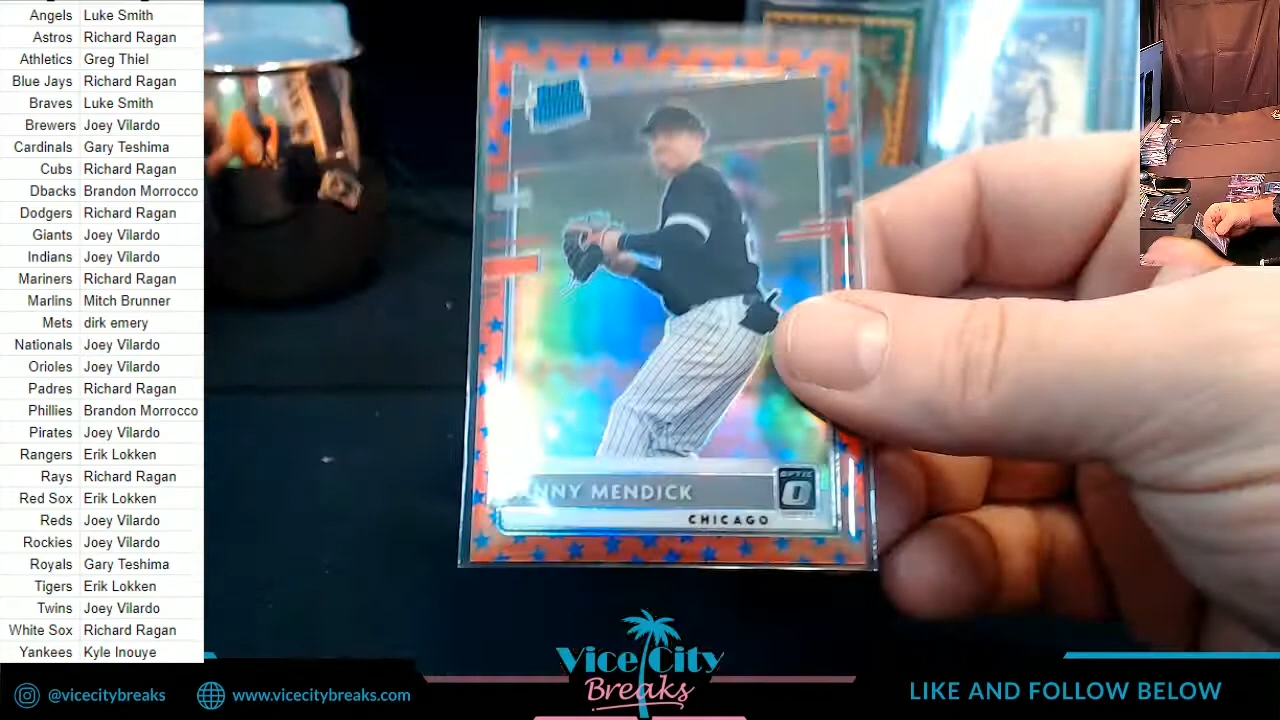 Angels Luke Smith
Astros Richard Ragan
Athletics Greg Thiel
Blue Jays Richard Ragan
Braves Luke Smith
Brewers Joey Vilardo
Cardinals Gary Teshima
Cubs Richard Ragan
Dbacks Brandon Morrocco
Dodgers Richard Ragan
Giants Joey Vilardo
Indians Joey Vilardo
Mariners Richard Ragan
Marlins Mitch Brunner
Mets dirk emery
Nationals Joey Vilardo
Orioles Joey Vilardo
Padres Richard Ragan
Phillies Brandon Morrocco
Pirates Joey Vilardo
Rangers Erik Lokken
Rays Richard Ragan
Red Sox Erik Lokken
Reds Joey Vilardo
Rockies Joey Vilardo
Royals Gary Teshima
Tigers Erik Lokken
Twins Joey Vilardo
White Sox Richard Ragan
Yankees Kyle Inouye
MENDICK
OPTIC
CHICAGO
@vicecitybreaks
www.vicecitybreaks.com
Vice City
Breaks
LIKE AND FOLLOW BELOW